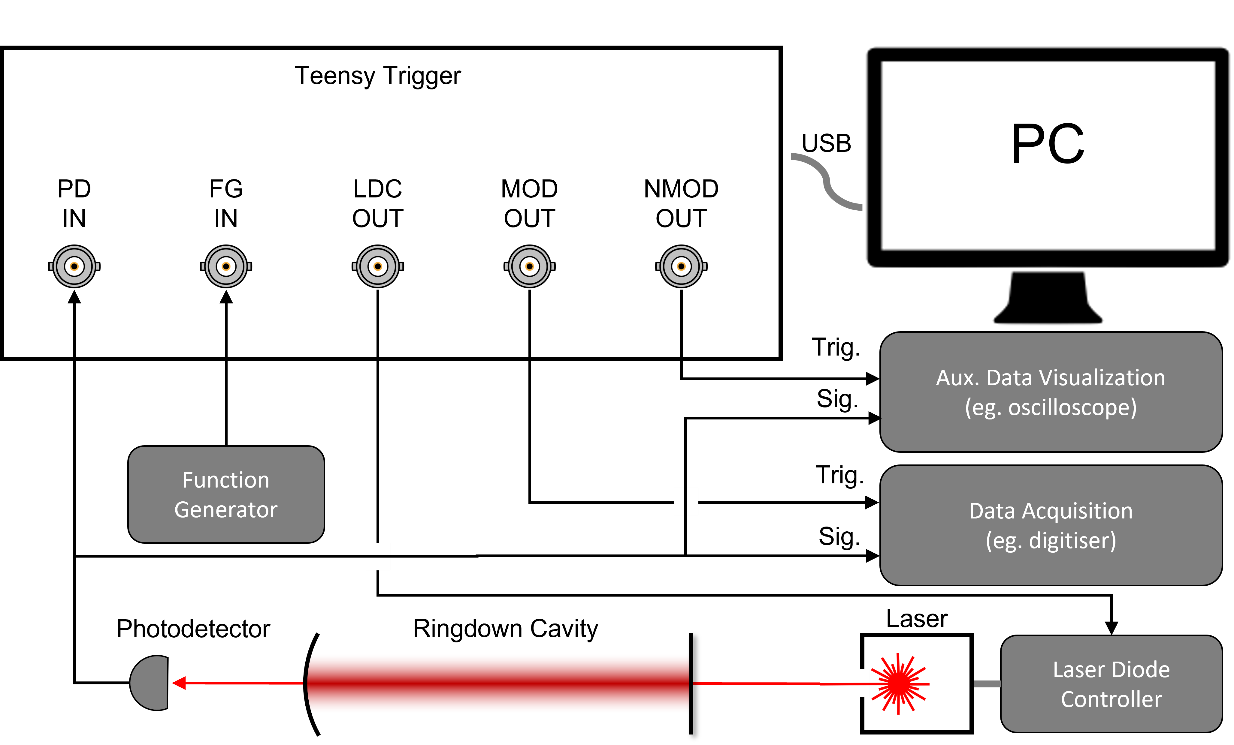 Teensy Trigger
PD
IN
FG
IN
LDC
OUT
MOD
OUT
NMOD
OUT
USB
PC
Trig.
Sig.
Aux. Data Visualization
(eg. oscilloscope)
Function
Generator
Trig.
Sig.
Data Acquisition
(eg. digitiser)
Photodetector
Ringdown Cavity
Laser
Laser Diode
Controller